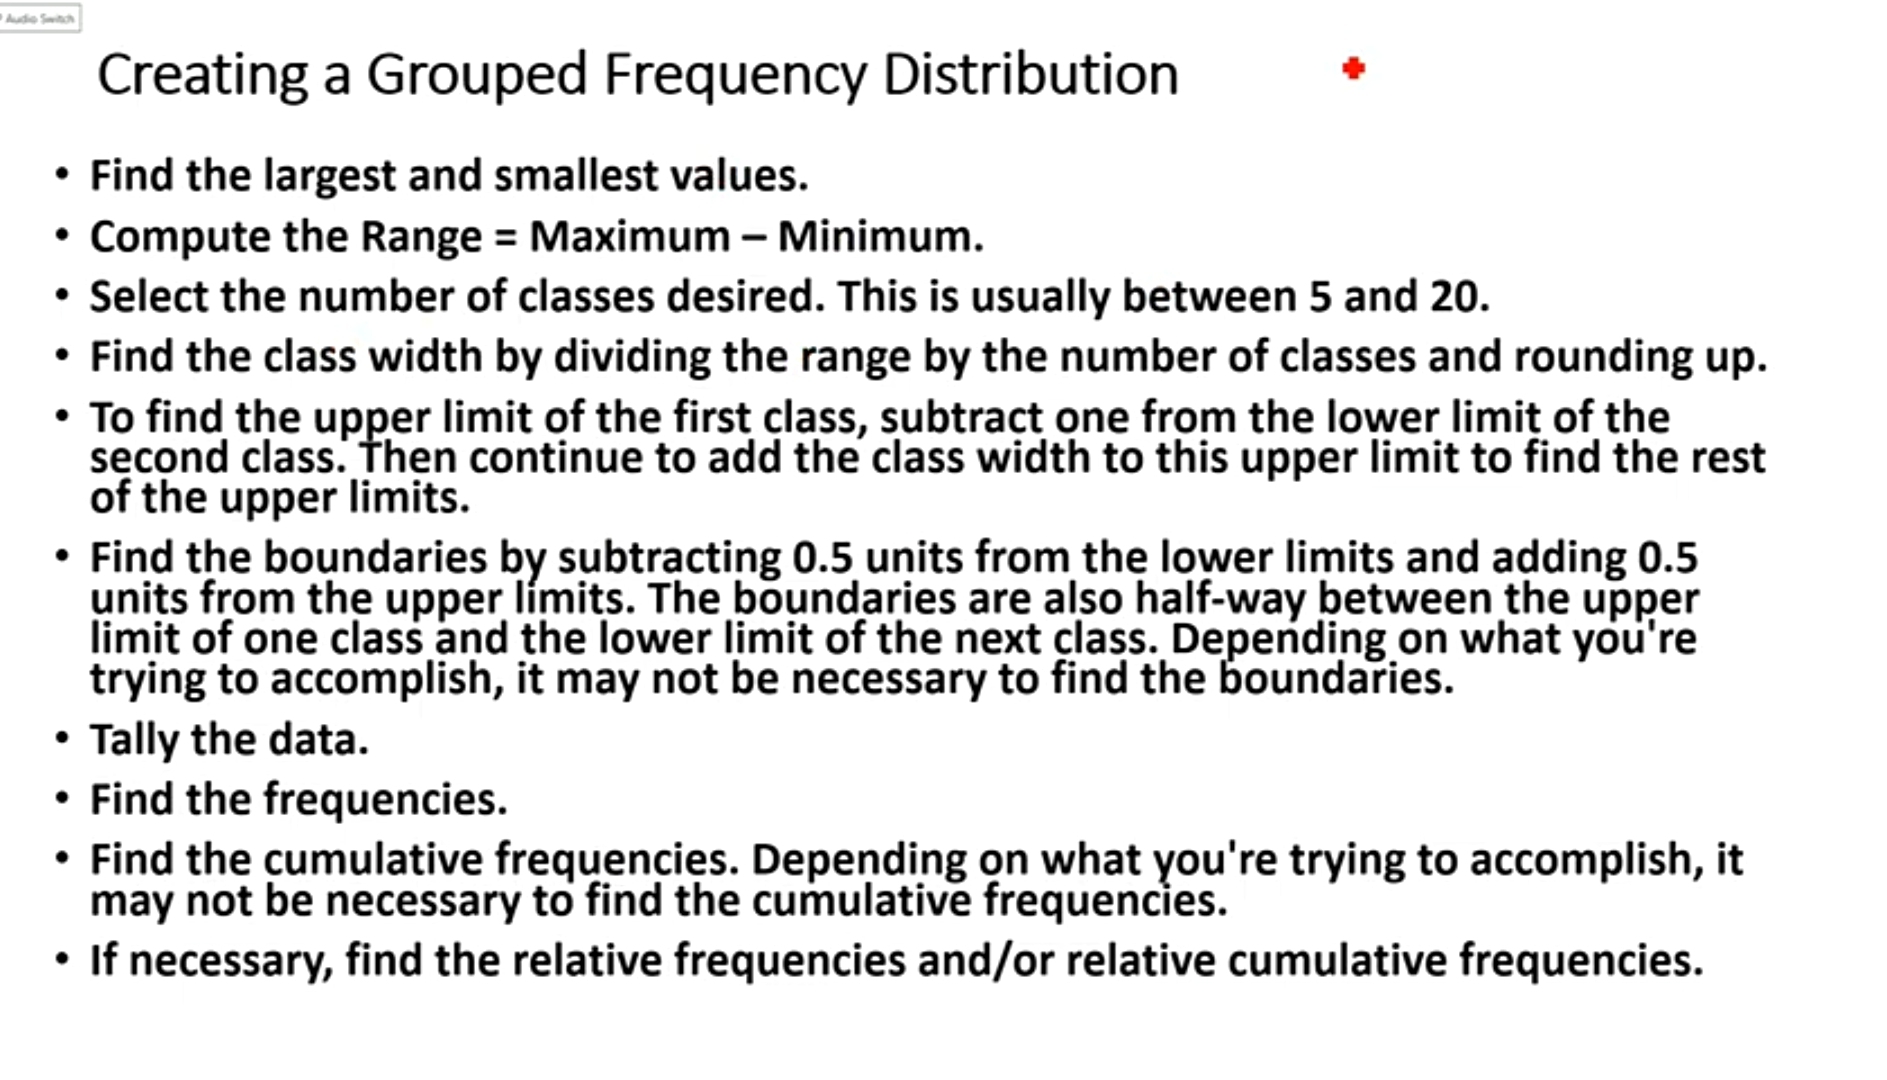 Audio Switch
Creating a Grouped Frequency Distribution
• Find the largest and smallest values.
• Compute the Range = Maximum – Minimum.
• Select the number of classes desired. This is usually between 5 and 20.
• Find the class width by dividing the range by the number of classes and rounding up.
• To find the upper limit of the first class, subtract one from the lower limit of the
second class. Then continue to add the class width to this upper limit to find the rest
of the upper limits.
• Find the boundaries by subtracting 0.5 units from the lower limits and adding 0.5
units from the upper limits. The boundaries are also half-way between the upper
limit of one class and the lower limit of the next class. Depending on what you're
trying to accomplish, it may not be necessary to find the boundaries.
• Tally the data.
• Find the frequencies.
• Find the cumulative frequencies. Depending on what you're trying to accomplish, it
may not be necessary to find the cumulative frequencies.
• If necessary, find the relative frequencies and/or relative cumulative frequencies.